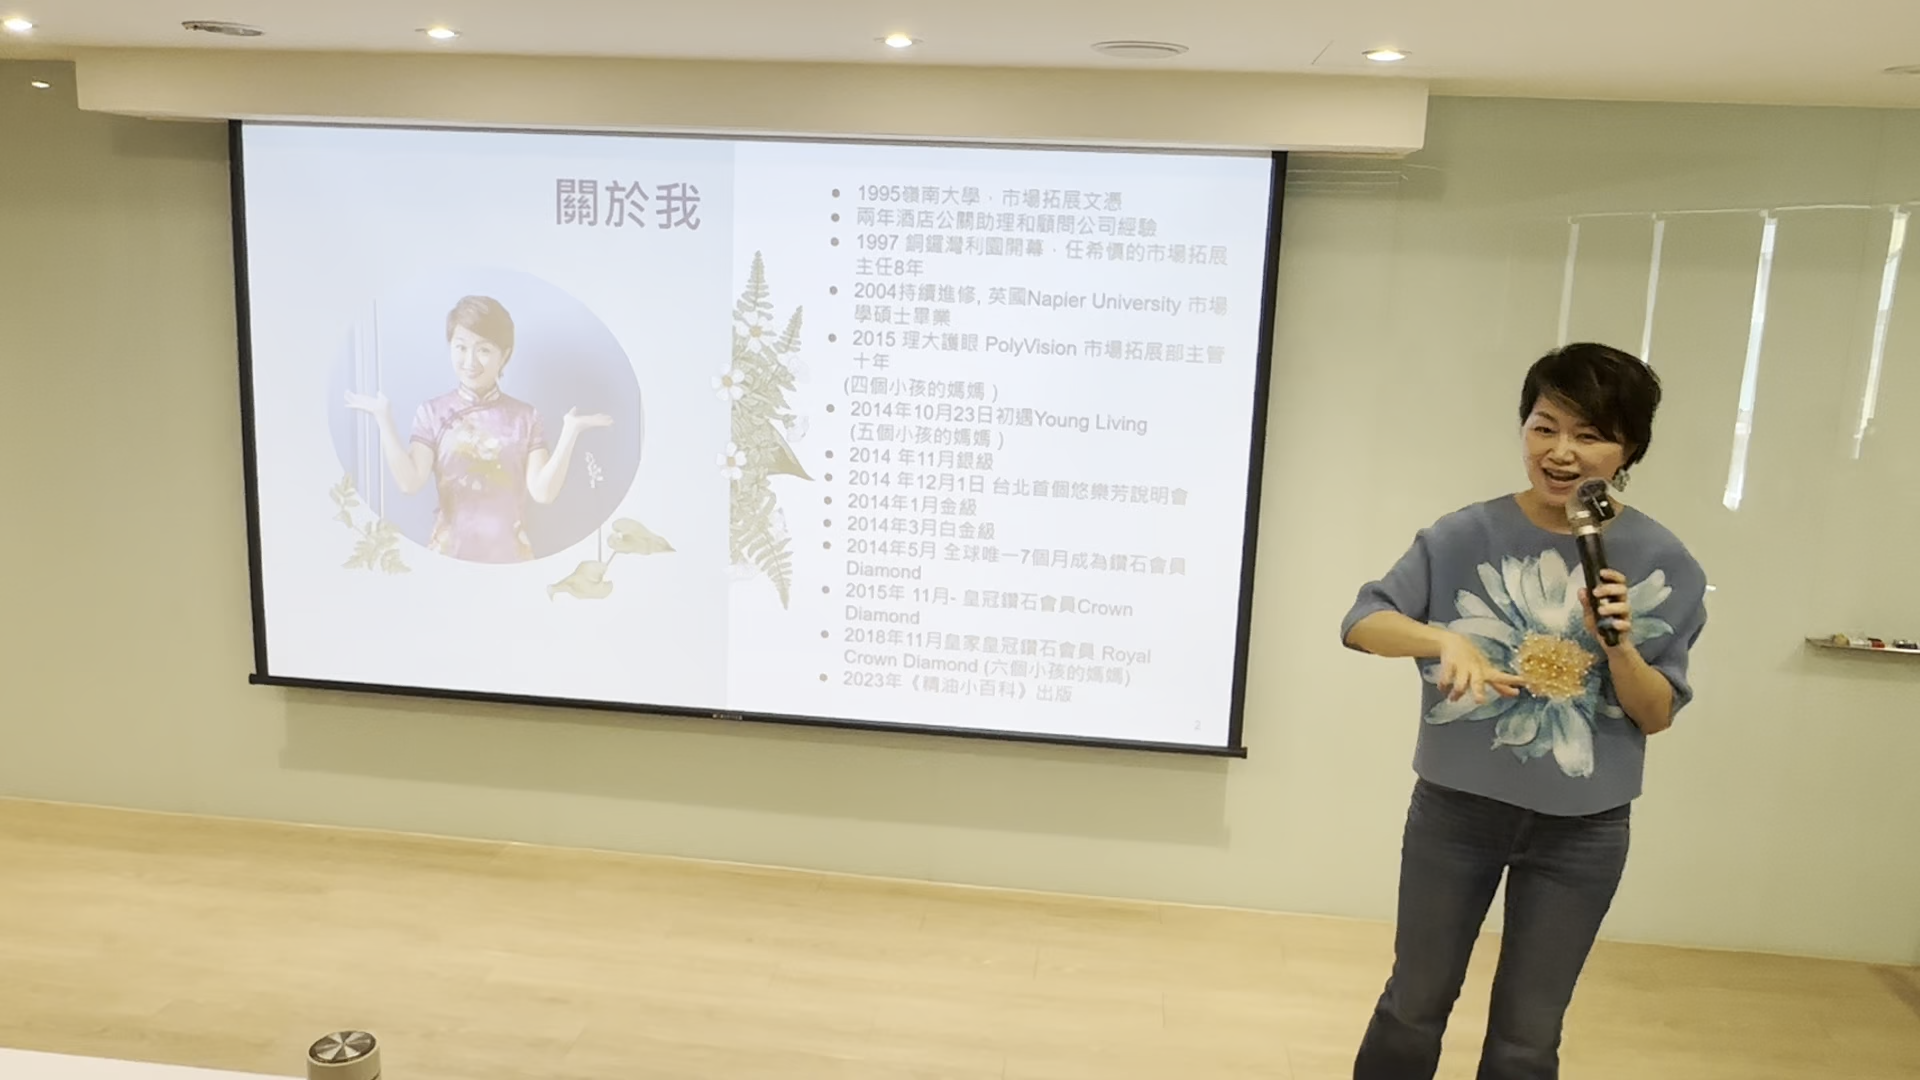 關於我
1995嶺南大學,市場拓展文憑
兩年酒店公關助理和顧問公司經驗
1997 銅鑼灣利園開幕,任希慎的市場拓展
主任8年
2004持續進修, 英國Napier University 市場
學碩士畢業
2015 理大護眼 PolyVision 市場拓展部主管
十年
(四個小孩的媽媽 )
2014年10月23日初遇Young Living
(五個小孩的媽媽 )
2014 年11月銀級
2014 年12月1日 台北首個悠樂芳說明會
2014年1月金級
2014年3月白金級
2014年5月 全球唯一7個月成為鑽石會員
Diamond
2015年 11月- 皇冠鑽石會員Crown
Diamond
2018年11月皇家皇冠鑽石會員 Royal
Crown Diamond (六個小孩的媽媽)
2023年《精油小百科》出版
2